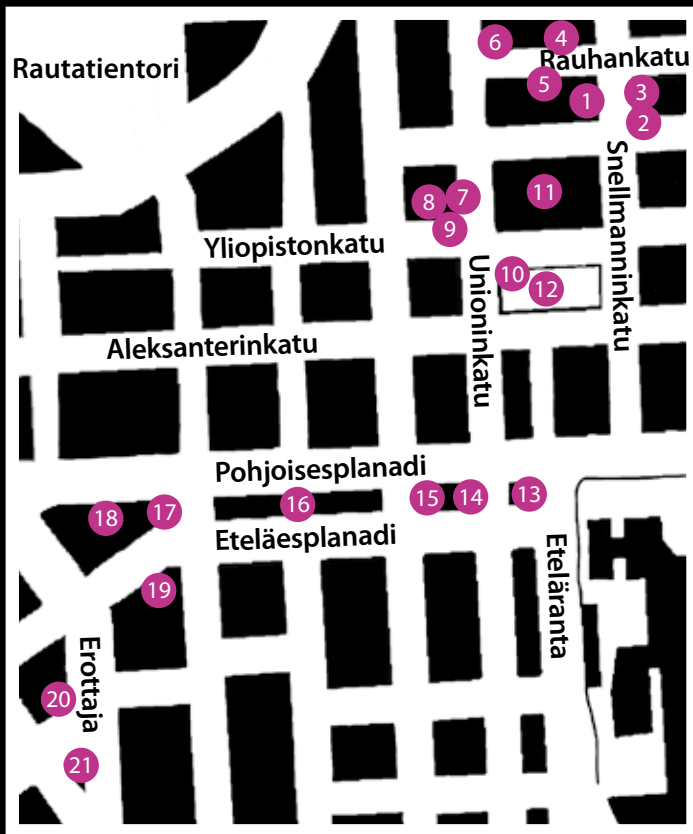 6
4
Rautatientori
Rauhankatu
5
1
3
2
Snellmanninkatu
11
8
7
9
Yliopistonkatu
Unioninkatu
10
12
Aleksanterinkatu
Pohjoisesplanadi
18
17
16
15
14
13
Eteläesplanadi
Eteläranta
19
Erottaja
20
21